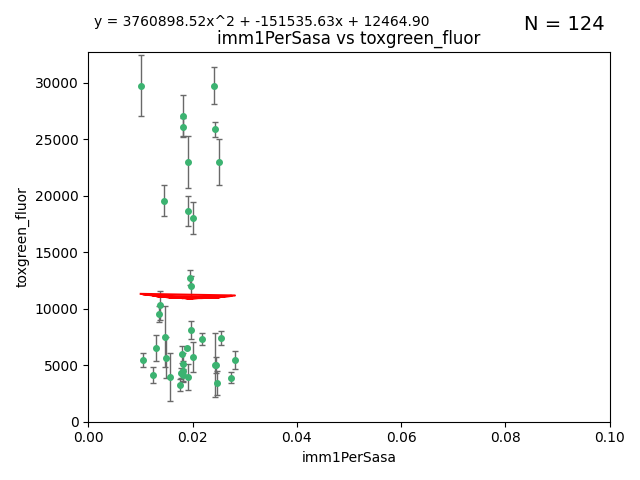 y = 3760898.52x^2 + -151535.63x + 12464.90
N = 124
imm1PerSasa vs toxgreen_fluor
30000
25000
20000
15000
10000
5000
0
toxgreen_fluor
0.00 0.02 0.04 0.06 0.08 0.10
imm1PerSasa